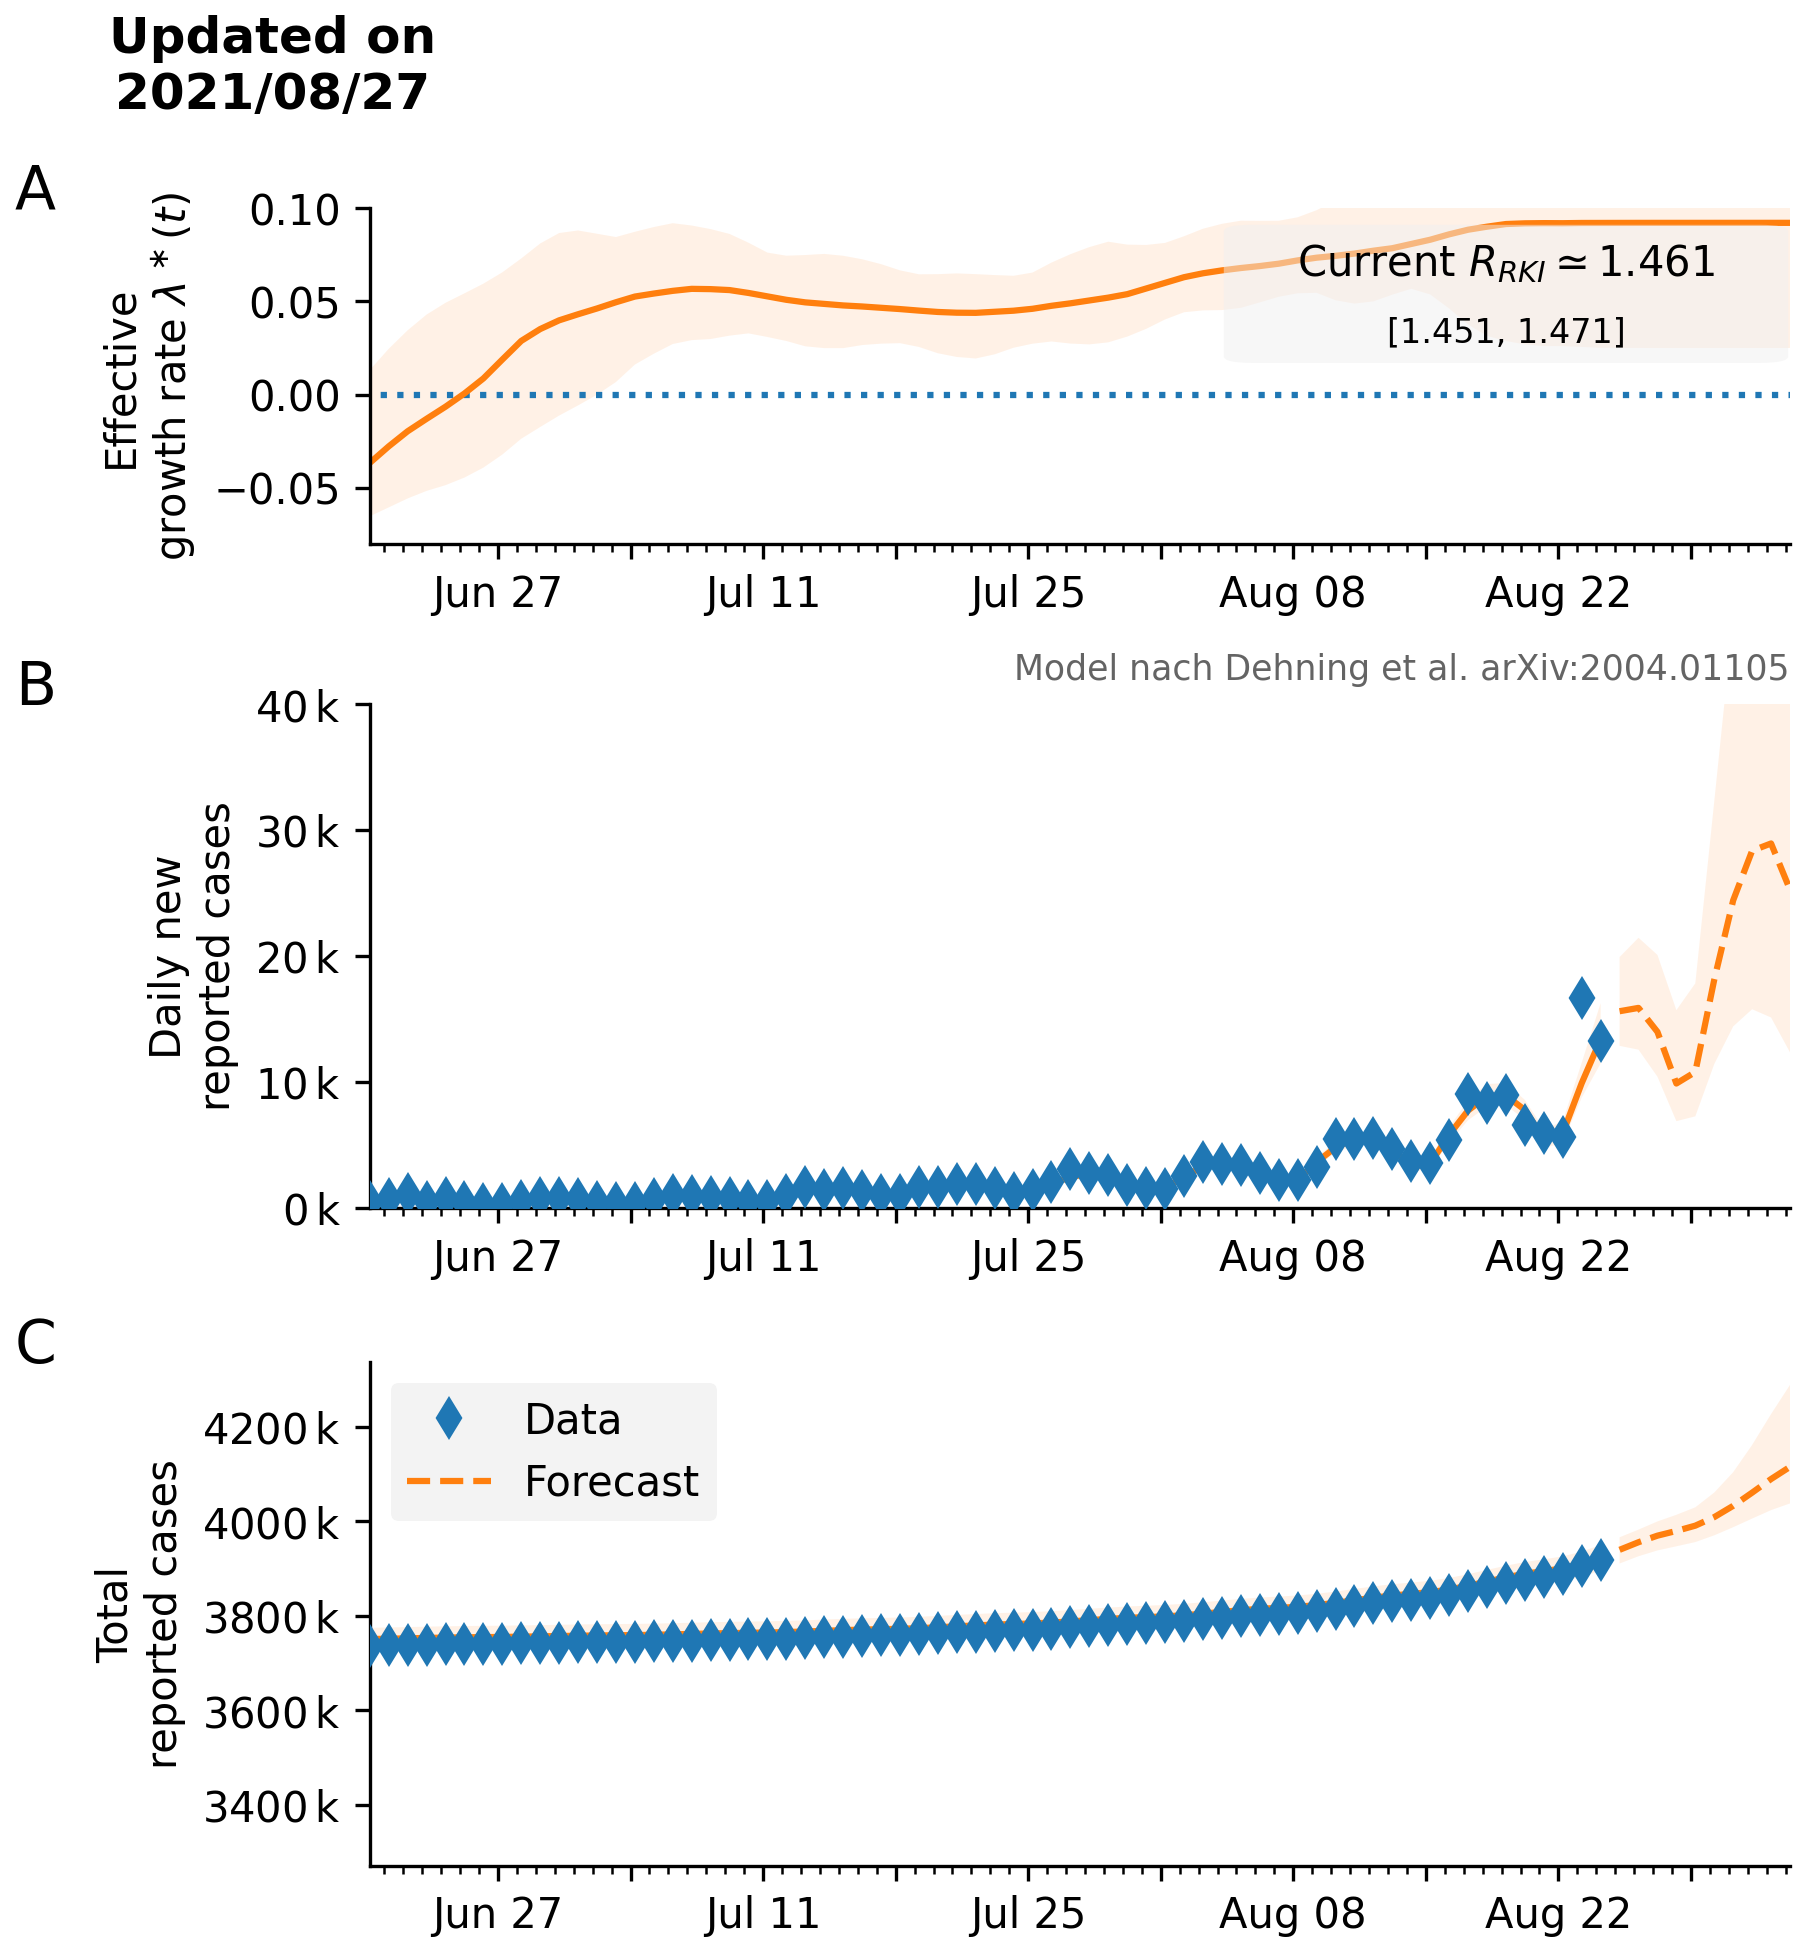 Updated on
2021/08/27
A
Effective
growth rate λ * (t)
0.10
0.05
0.00
−0.05
Current R_RKI ≃ 1.461
[1.451, 1.471]
Jun 27
Jul 11
Jul 25
Aug 08
Aug 22
Model nach Dehning et al. arXiv:2004.01105
B
Daily new
reported cases
40 k
30 k
20 k
10 k
0 k
Jun 27
Jul 11
Jul 25
Aug 08
Aug 22
C
Total
reported cases
4200 k
4000 k
3800 k
3600 k
3400 k
Data
Forecast
Jun 27
Jul 11
Jul 25
Aug 08
Aug 22